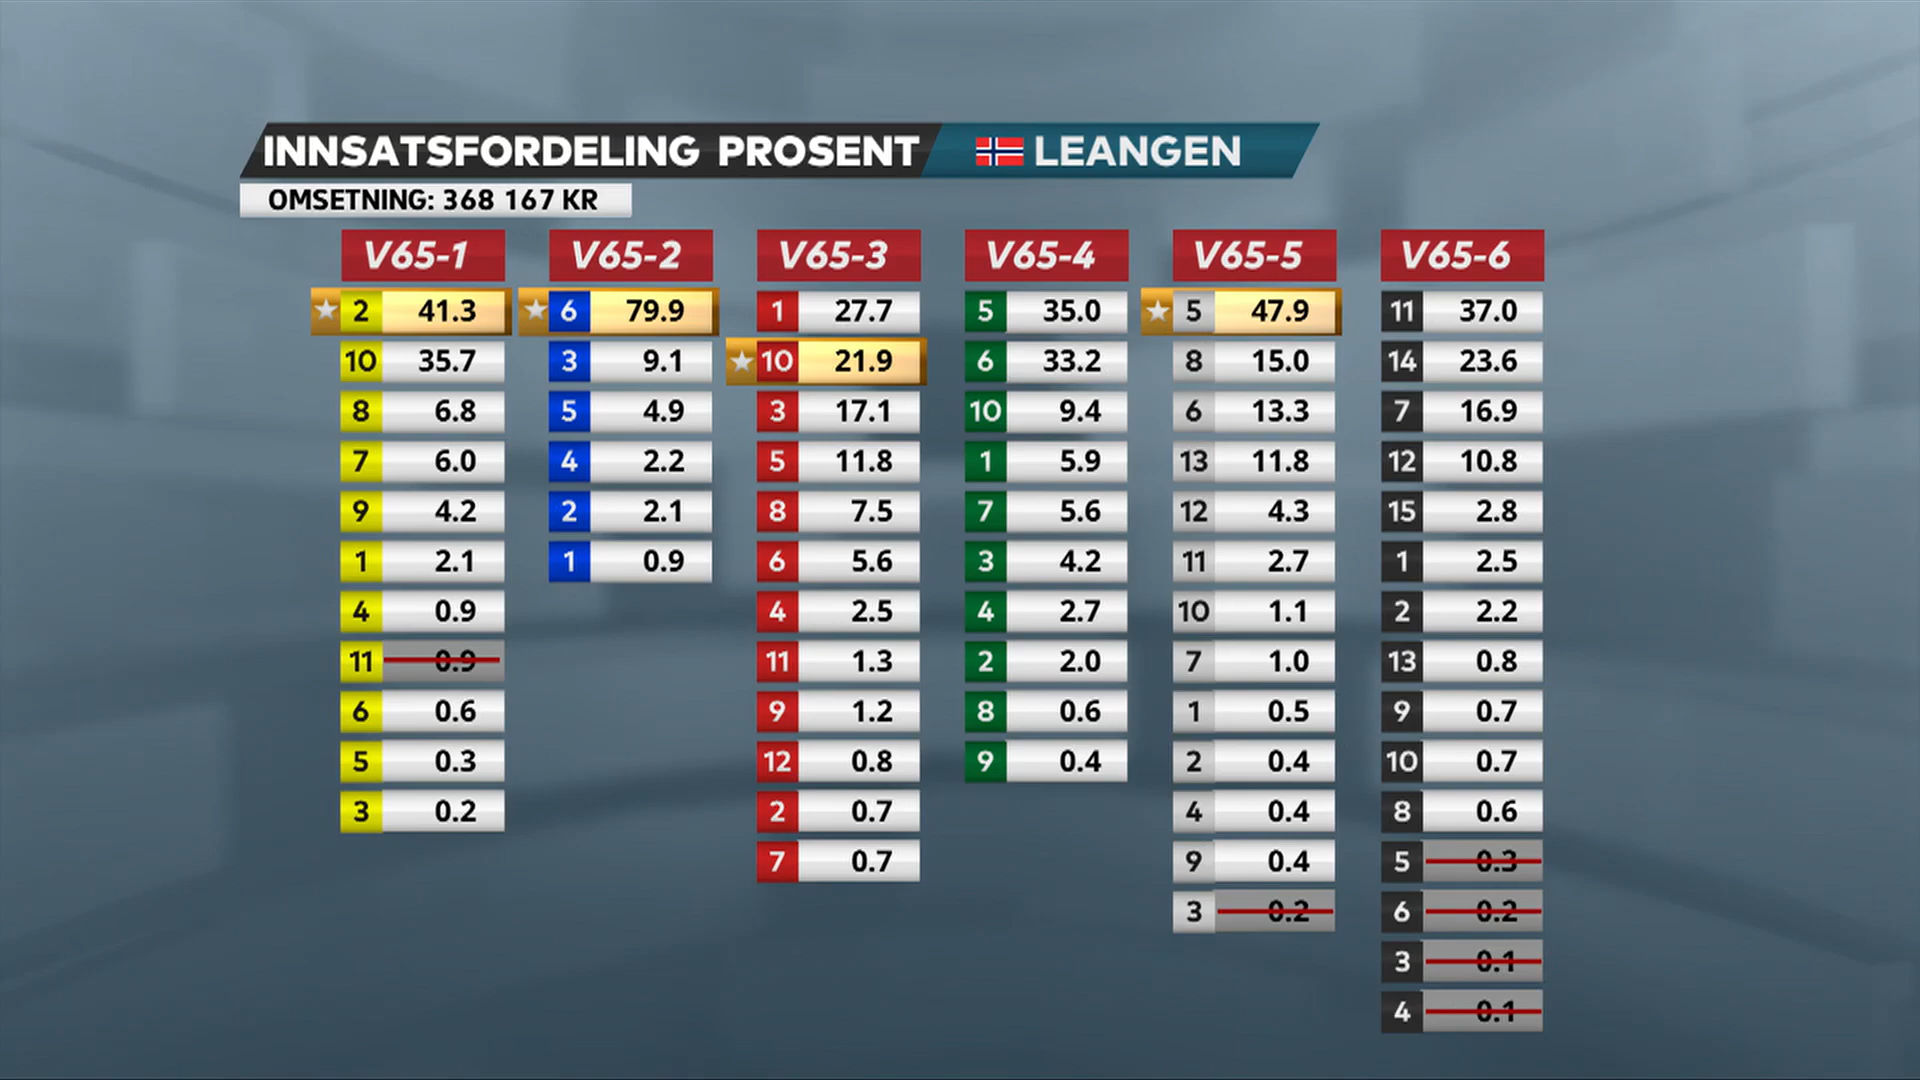 INNSATSFORDELING PROSENT LEANGEN
OMSETNING: 368 167 KR
V65-1 V65-2 V65-3 V65-4 V65-5 V65-6
2 41.3 6 79.9 1 27.7 5 35.0 5 47.9 11 37.0
10 35.7 3 9.1 10 21.9 6 33.2 8 15.0 14 23.6
8 6.8 5 4.9 3 17.1 10 9.4 6 13.3 7 16.9
7 6.0 4 2.2 5 11.8 1 5.9 13 11.8 12 10.8
9 4.2 2 2.1 8 7.5 7 5.6 12 4.3 15 2.8
1 2.1 1 0.9 6 5.6 3 4.2 11 2.7 1 2.5
4 0.9 4 2.5 4 2.7 10 1.1 2 2.2
11 0.9 11 1.3 2 2.0 7 1.0 13 0.8
6 0.6 9 1.2 8 0.6 1 0.5 9 0.7
5 0.3 12 0.8 9 0.4 2 0.4 10 0.7
3 0.2 2 0.7 4 0.4 8 0.6
7 0.7 9 0.4 5 0.3
3 0.2 6 0.2
3 0.1
4 0.1